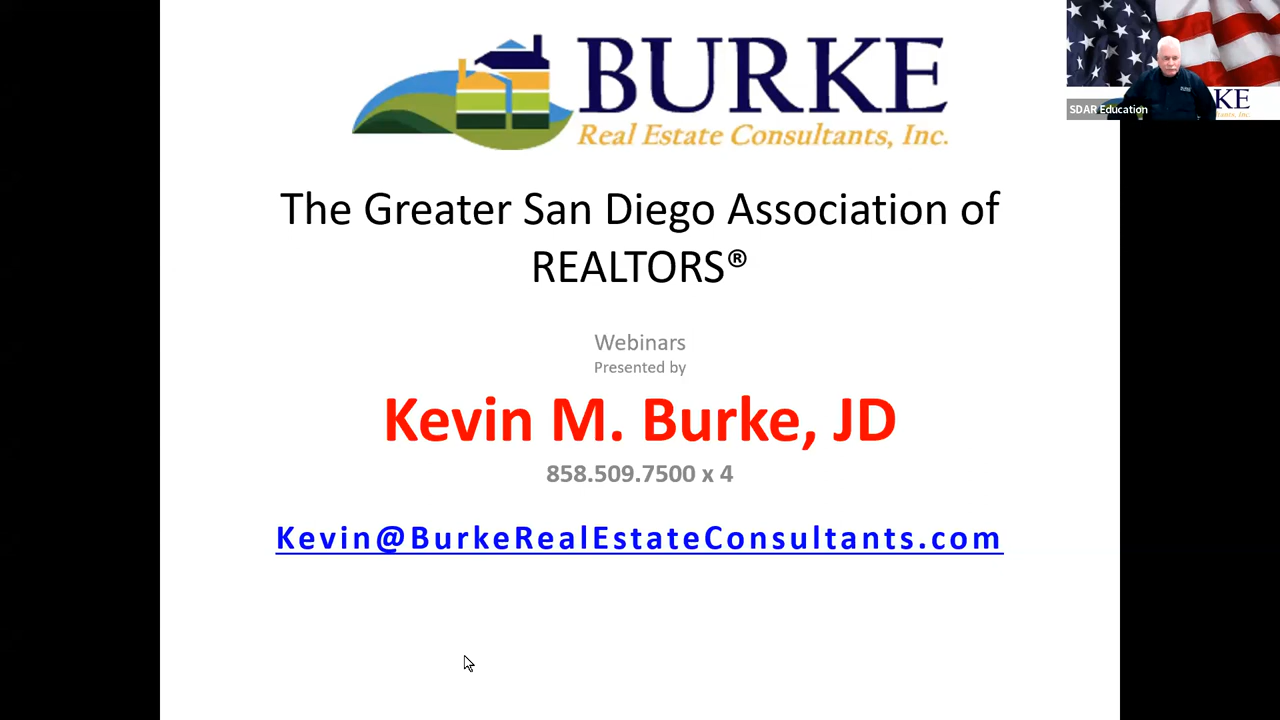 BURKE
Real Estate Consultants, Inc.
SDAR Education
KE
The Greater San Diego Association of
REALTORS®
Webinars
Presented by
Kevin M. Burke, JD
858.509.7500 x 4
Kevin@BurkeRealEstateConsultants.com